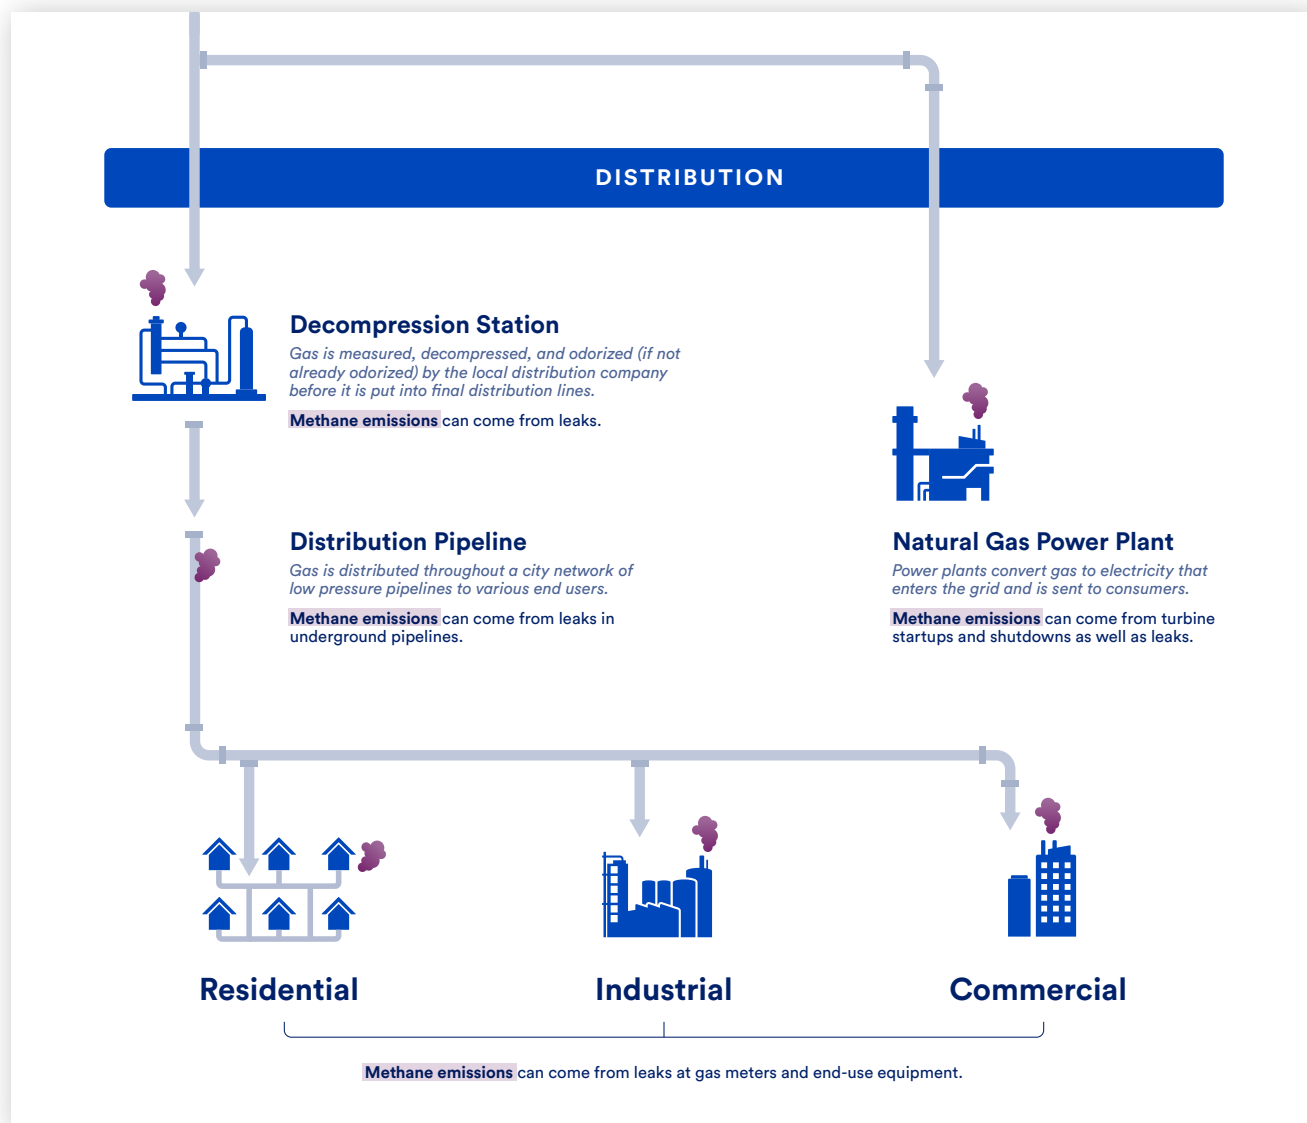 DISTRIBUTION
Decompression Station
Gas is measured, decompressed, and odorized (if not
already odorized) by the local distribution company
before it is put into final distribution lines.
Methane emissions can come from leaks.
Distribution Pipeline
Gas is distributed throughout a city network of
low pressure pipelines to various end users.
Methane emissions can come from leaks in
underground pipelines.
Natural Gas Power Plant
Power plants convert gas to electricity that
enters the grid and is sent to consumers.
Methane emissions can come from turbine
startups and shutdowns as well as leaks.
Residential
Industrial
Commercial
Methane emissions can come from leaks at gas meters and end-use equipment.